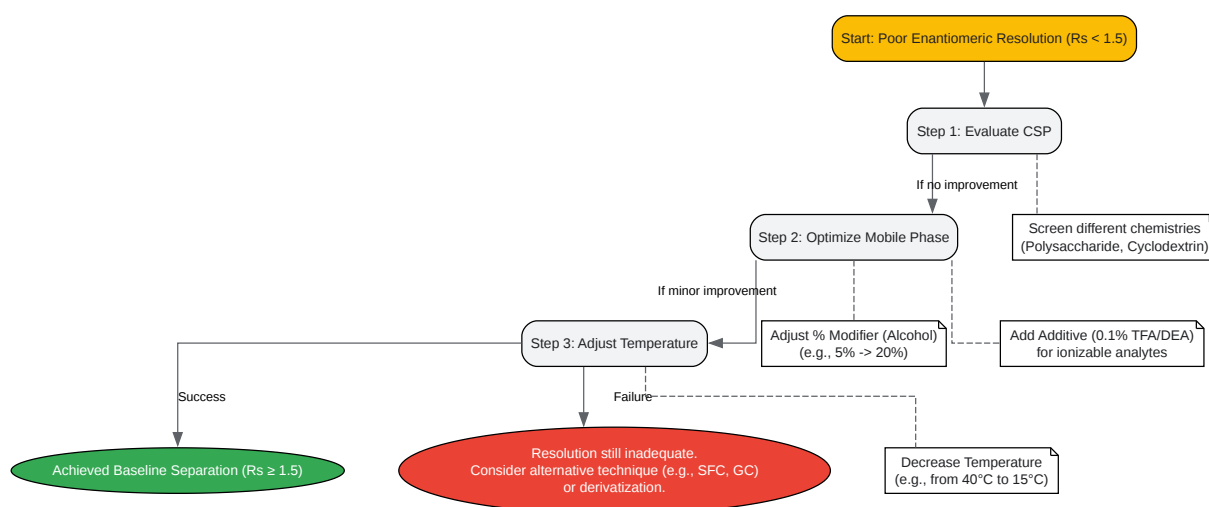 Start: Poor Enantiomeric Resolution (Rs < 1.5)
Step 1: Evaluate CSP
If no improvement
Screen different chemistries
(Polysaccharide, Cyclodextrin)
Step 2: Optimize Mobile Phase
If minor improvement
Adjust % Modifier (Alcohol)
(e.g., 5% -> 20%)
Add Additive (0.1% TFA/DEA)
for ionizable analytes
Step 3: Adjust Temperature
Success
Failure
Achieved Baseline Separation (Rs ≥ 1.5)
Resolution still inadequate.
Consider alternative technique (e.g., SFC, GC)
or derivatization.
Decrease Temperature
(e.g., from 40°C to 15°C)